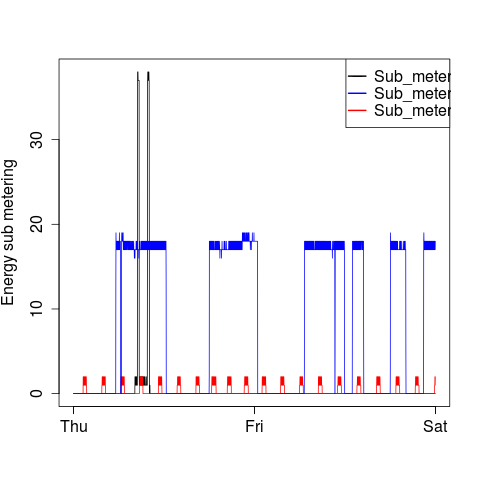 Sub_meter
Sub_meter
Sub_meter
Energy sub metering
30
20
10
0
Thu Fri Sat